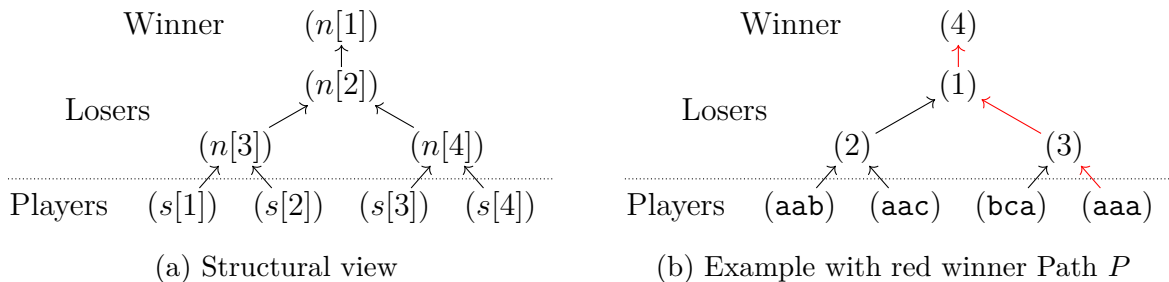 Winner (n[1]) Winner (4)
(n[2]) (1)
Losers Losers
(n[3]) (n[4]) (2) (3)
Players (s[1]) (s[2]) (s[3]) (s[4]) Players (aab) (aac) (bca) (aaa)
(a) Structural view (b) Example with red winner Path P